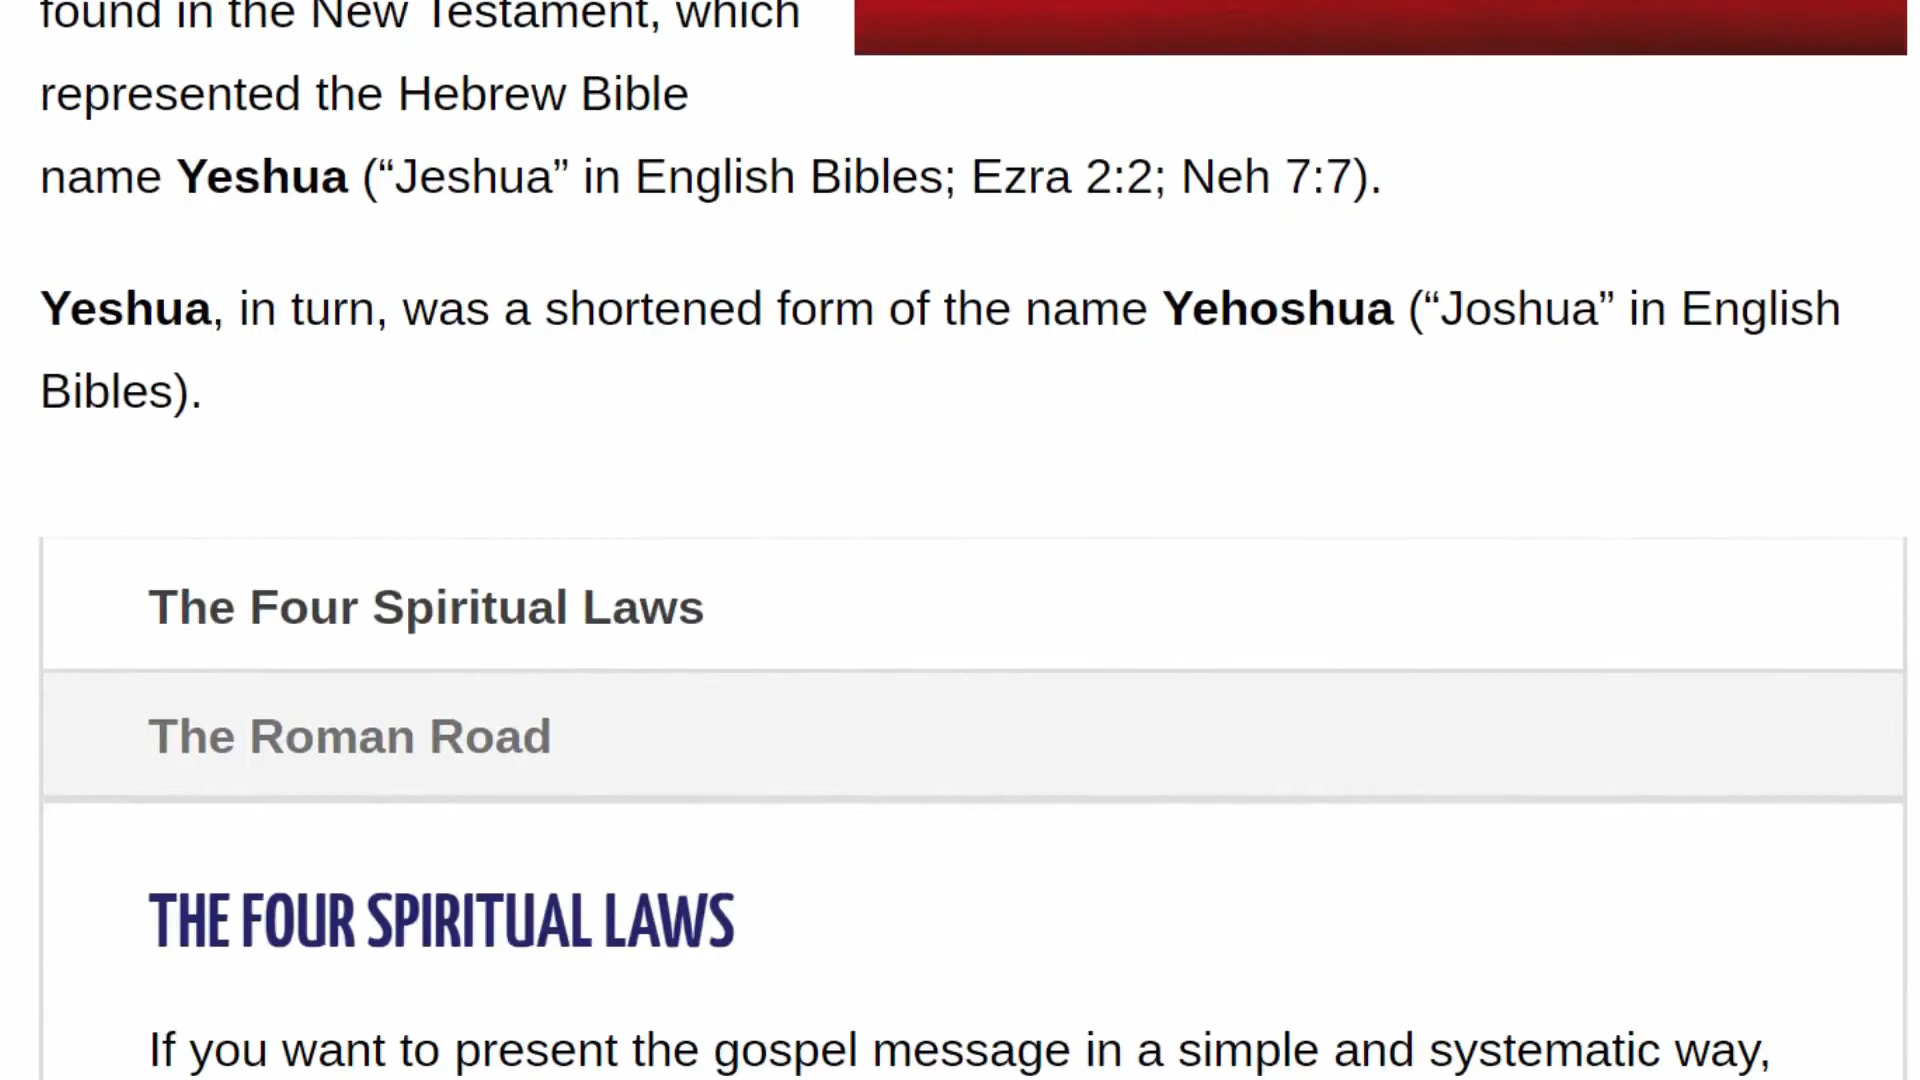 found in the New Testament, which
represented the Hebrew Bible
name Yeshua (“Jeshua” in English Bibles; Ezra 2:2; Neh 7:7).
Yeshua, in turn, was a shortened form of the name Yehoshua (“Joshua” in English
Bibles).
The Four Spiritual Laws
The Roman Road
THE FOUR SPIRITUAL LAWS
If you want to present the gospel message in a simple and systematic way,